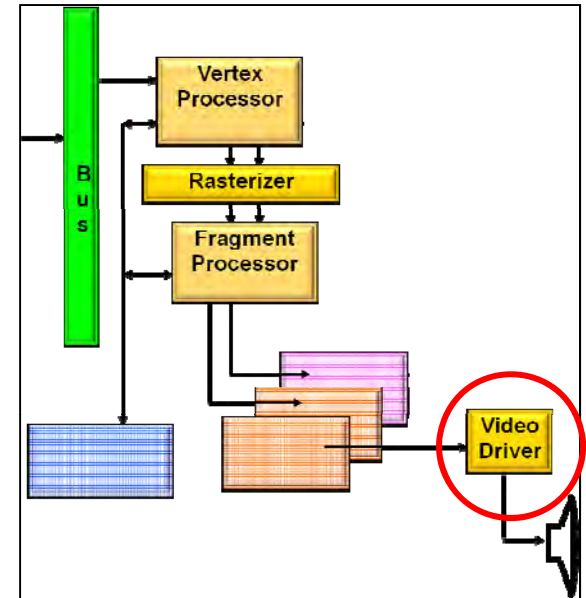 Vertex
Processor
B
u
s
Rasterizer
Fragment
Processor
Video
Driver